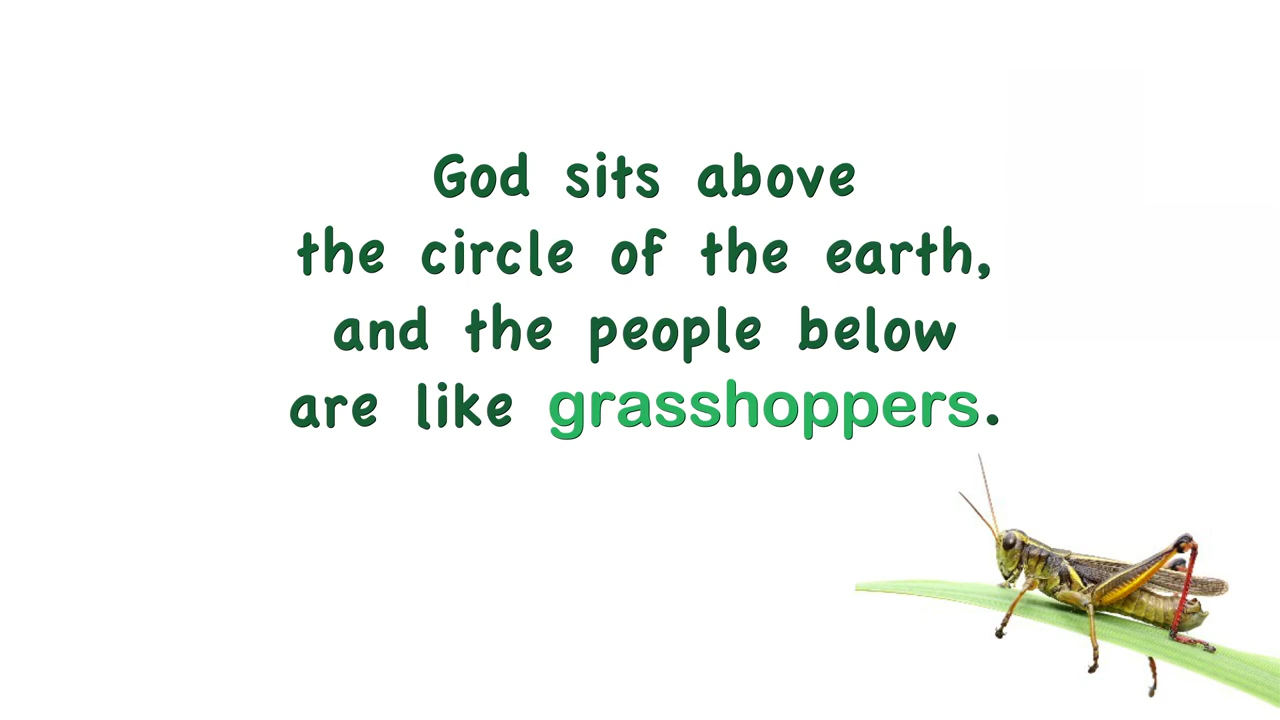 God sits above
the circle of the earth,
and the people below
are like grasshoppers.